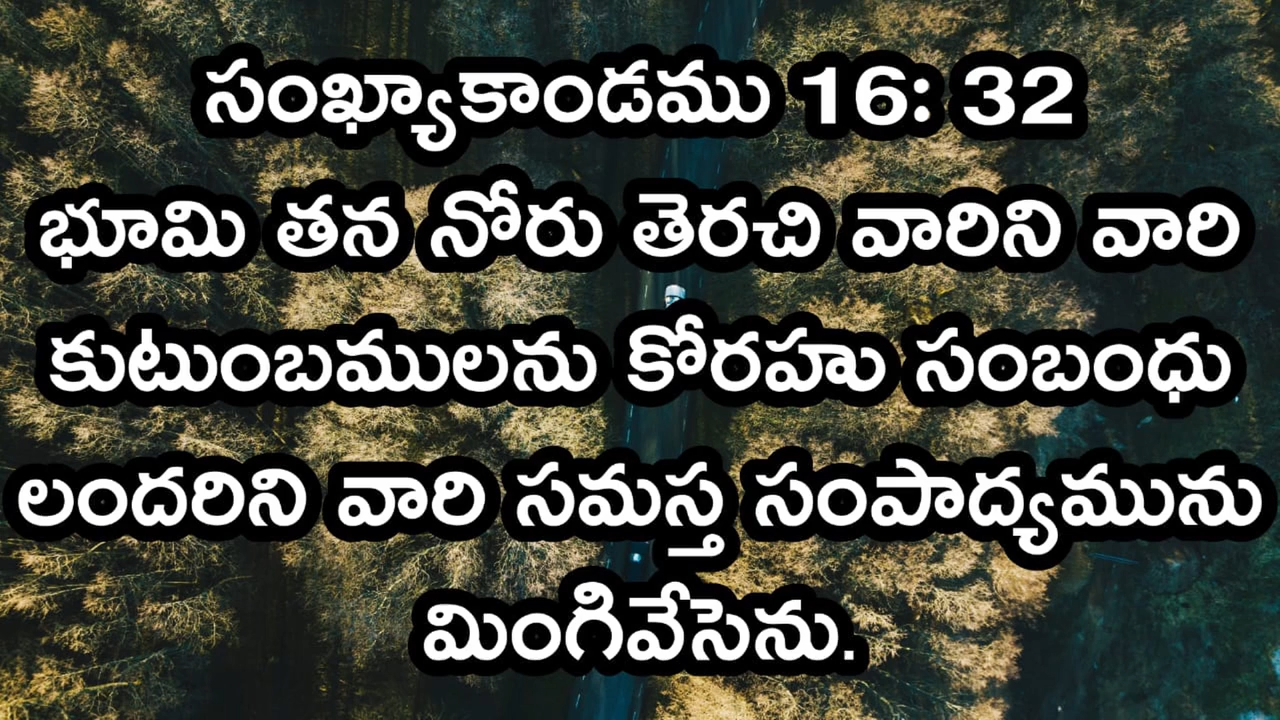 సంఖ్యాకాండము 16: 32
భూమి తన నోరు తెరచి వారిని వారి
కుటుంబములను కోరహు సంబంధు
లందరిని వారి సమస్త సంపాద్యమును
మింగివేసెను.